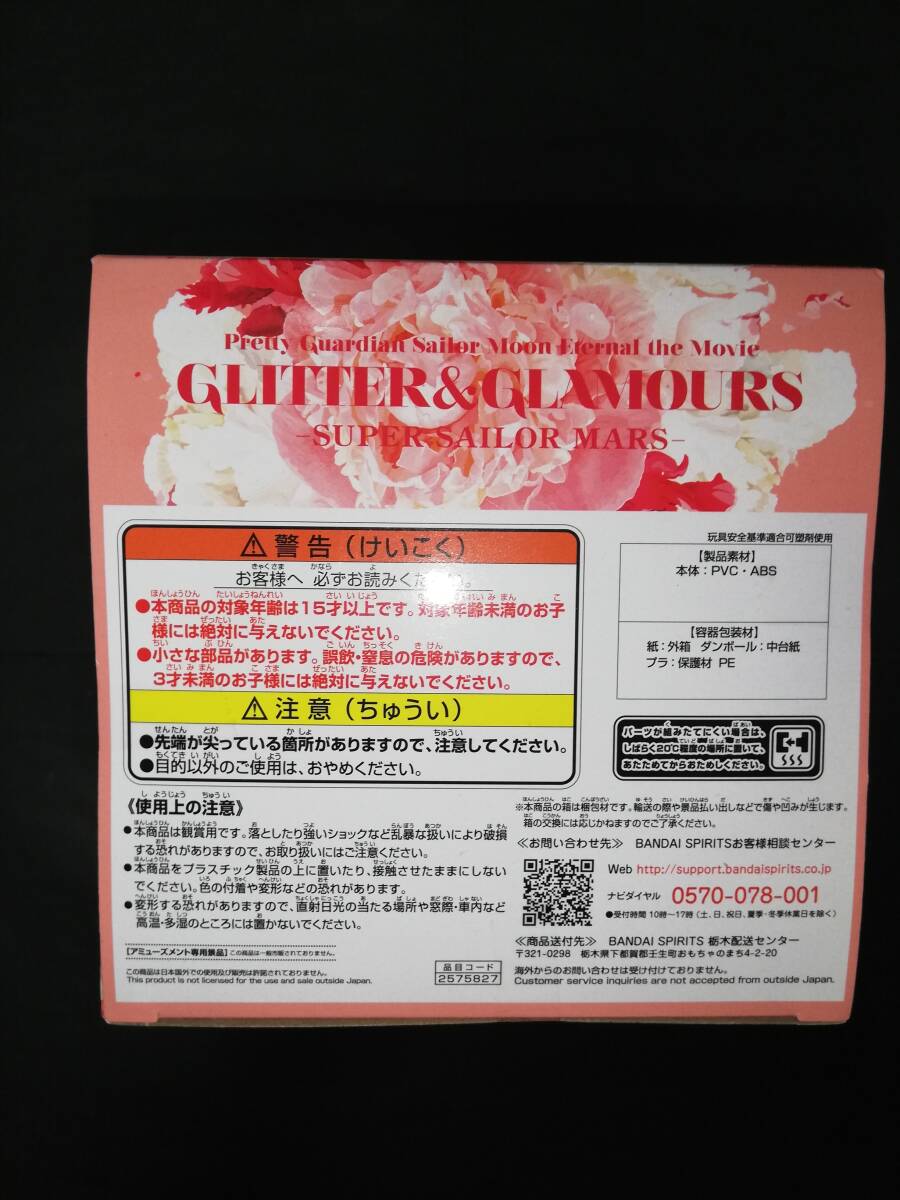 Pretty Guardian Sailor Moon Eternal the Movie
GLITTER&GLAMOURS
-SUPER SAILOR MARS-
⚠警告（けいこく）
お客様へ 必ずお読みください。
●本商品の対象年齢は15才以上です。対象年齢未満のお子
様には絶対に与えないでください。
●小さな部品があります。誤飲・窒息の危険がありますので、
3才未満のお子様には絶対に与えないでください。
⚠注意（ちゅうい）
●先端が尖っている箇所がありますので、注意してください。
●目的以外のご使用は、おやめください。
玩具安全基準適合可塑剤使用
【製品素材】
本体：PVC・ABS
【容器包装材】
紙：外箱 ダンボール：中台紙
プラ：保護材 PE
パーツが組みたてにくい場合は、
しばらく20℃程度の場所に置いて、
あたためてからおためしください。
《使用上の注意》
●本商品は観賞用です。落としたり強いショックなど乱暴な扱いにより破損
する恐れがありますので、お取り扱いにはご注意ください。
●本商品をプラスチック製品の上に置いたり、接触させたままにしない
でください。色の付着や変形などの恐れがあります。
●変形する恐れがありますので、直射日光の当たる場所や窓際・車内など
高温・多湿のところには置かないでください。
【アミューズメント専用景品】この商品は一般市販されておりません。
この商品は日本国外での使用及び販売は許諾されておりません。
This product is not licensed for the use and sale outside Japan.
品目コード
2575827
※本商品の箱は梱包材です。輸送の際や景品払い出しなどで傷や凹みが生じます。
箱の交換には応じかねますのでご了承ください。
≪お問い合わせ先≫ BANDAI SPIRITSお客様相談センター
Web http://support.bandaispirits.co.jp
ナビダイヤル 0570-078-001
●受付時間 10時〜17時（土、日、祝日、夏季・冬季休業日を除く）
≪商品送付先≫ BANDAI SPIRITS 栃木配送センター
〒321-0298 栃木県下都賀郡壬生町おもちゃのまち4-2-20
海外からのお問い合わせは受け付けておりません。
Customer service inquiries are not accepted from outside Japan.